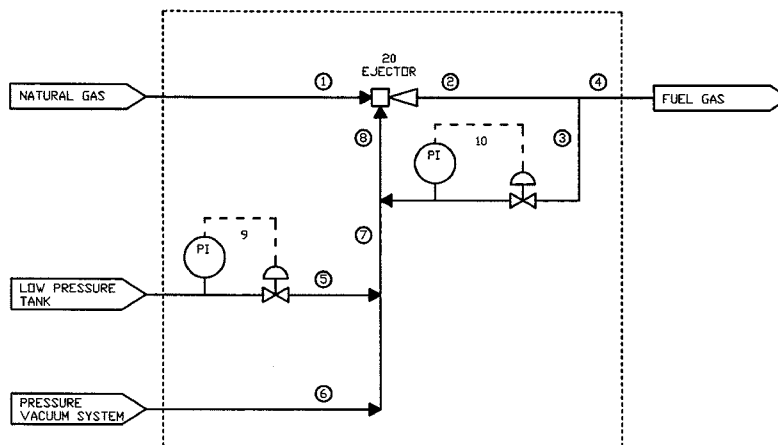 20
EJECTOR
1
2
4
NATURAL GAS
FUEL GAS
8
PI
10
3
PI
9
7
LOW PRESSURE
TANK
5
PRESSURE
VACUUM SYSTEM
6